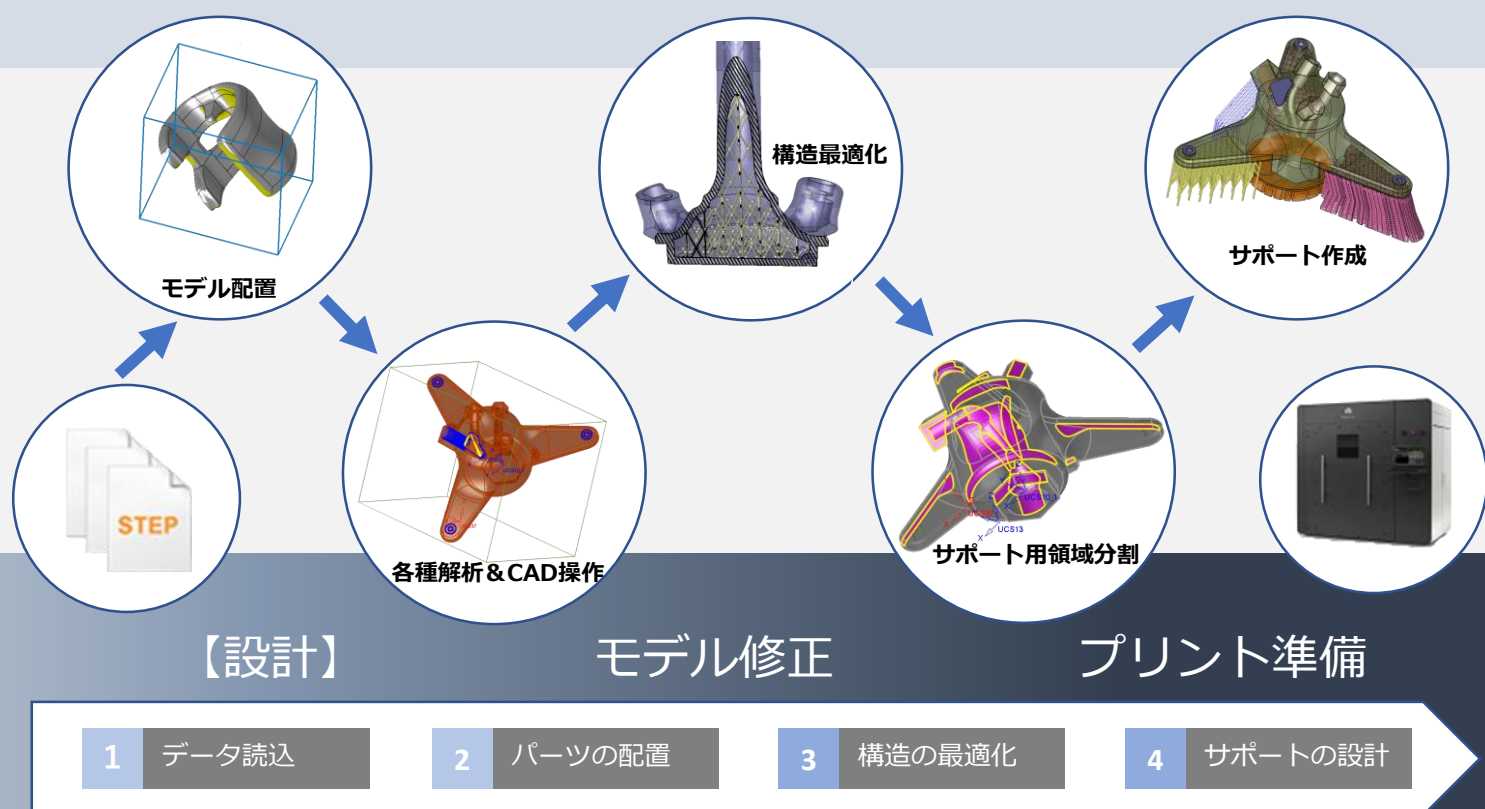 構造最適化
サポート作成
モデル配置
STEP
UCS13
サポート用領域分割
各種解析&CAD操作
【設計】
モデル修正
プリント準備
1 データ読込
2 パーツの配置
3 構造の最適化
4 サポートの設計